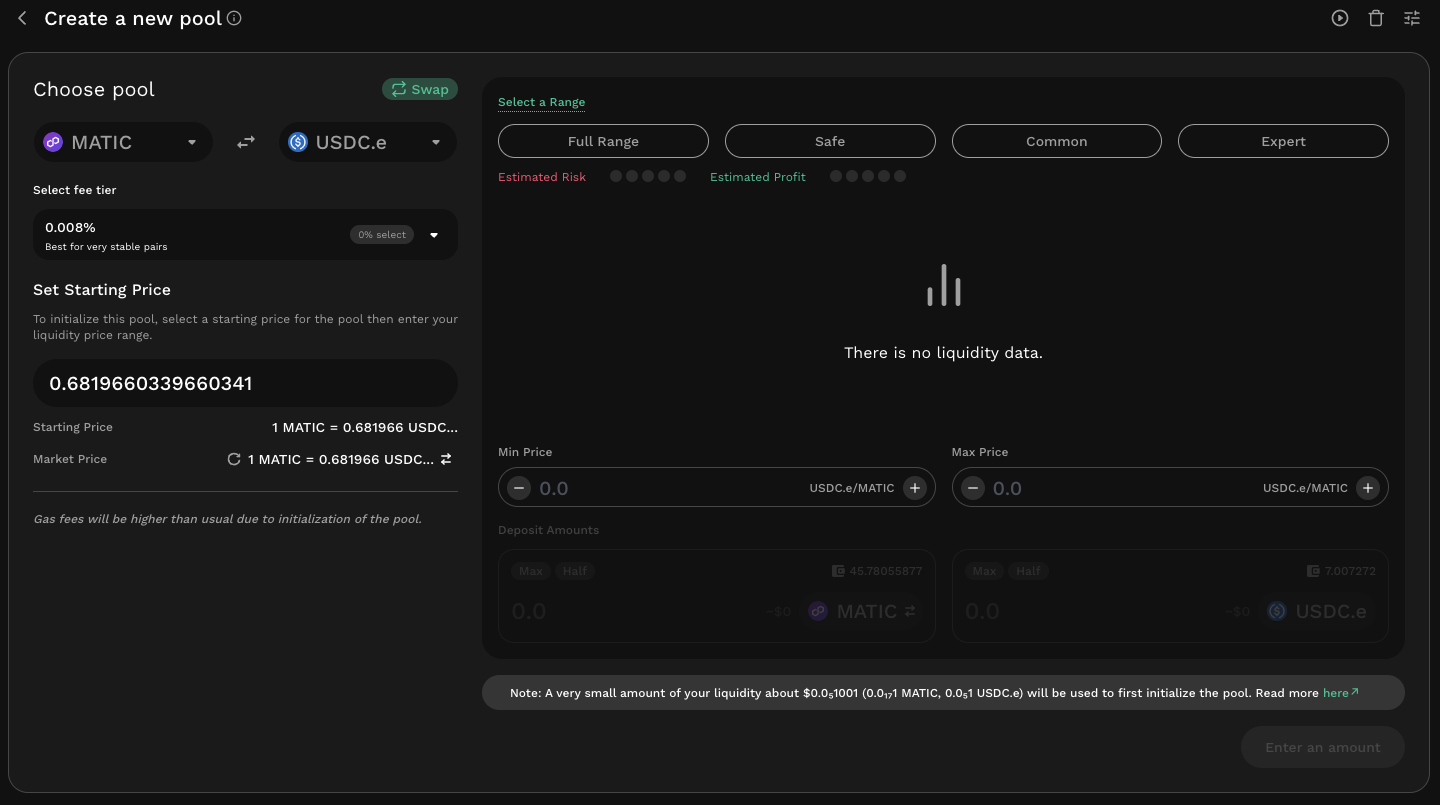 Create a new pool
Choose pool
Swap
MATIC
USDC.e
Select fee tier
0.008%
Best for very stable pairs
0% select
Set Starting Price
To initialize this pool, select a starting price for the pool then enter your
liquidity price range.
0.6819660339660341
Starting Price
1 MATIC = 0.681966 USDC...
Market Price
1 MATIC = 0.681966 USDC...
Gas fees will be higher than usual due to initialization of the pool.
Select a Range
Full Range
Safe
Common
Expert
Estimated Risk
Estimated Profit
There is no liquidity data.
Min Price
0.0
USDC.e/MATIC
Max Price
0.0
USDC.e/MATIC
Deposit Amounts
Max
Half
45.78055877
0.0
~$0
MATIC
Max
Half
7.007272
0.0
~$0
USDC.e
Note: A very small amount of your liquidity about $0.0₅1001 (0.0₁₇1 MATIC, 0.0₅1 USDC.e) will be used to first initialize the pool. Read more here↗
Enter an amount